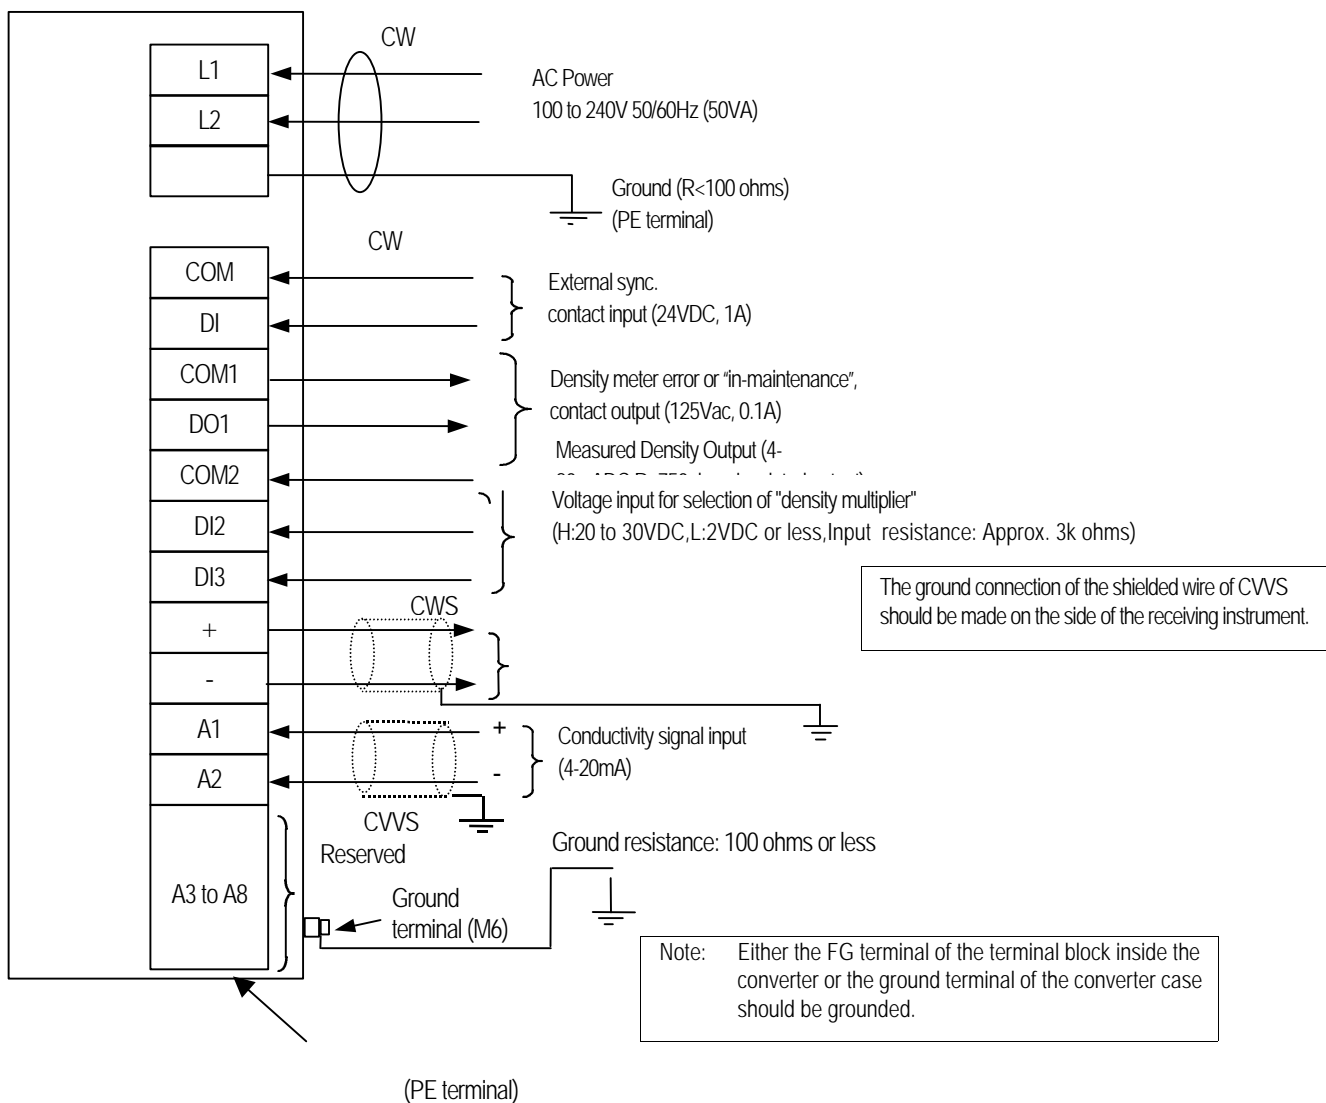 CW
L1
AC Power
L2
100 to 240V 50/60Hz (50VA)
Ground (R<100 ohms)
(PE terminal)
CW
COM
External sync.
DI
contact input (24VDC, 1A)
COM1
Density meter error or "in-maintenance",
DO1
contact output (125Vac, 0.1A)
Measured Density Output (4-
COM2
Voltage input for selection of "density multiplier"
DI2
(H:20 to 30VDC,L:2VDC or less,Input resistance: Approx. 3k ohms)
DI3
The ground connection of the shielded wire of CVVS
should be made on the side of the receiving instrument.
CWS
+
-
A1
+
Conductivity signal input
A2
-
(4-20mA)
CVVS
Reserved
Ground resistance: 100 ohms or less
A3 to A8
Ground
terminal (M6)
Note: Either the FG terminal of the terminal block inside the
converter or the ground terminal of the converter case
should be grounded.
(PE terminal)